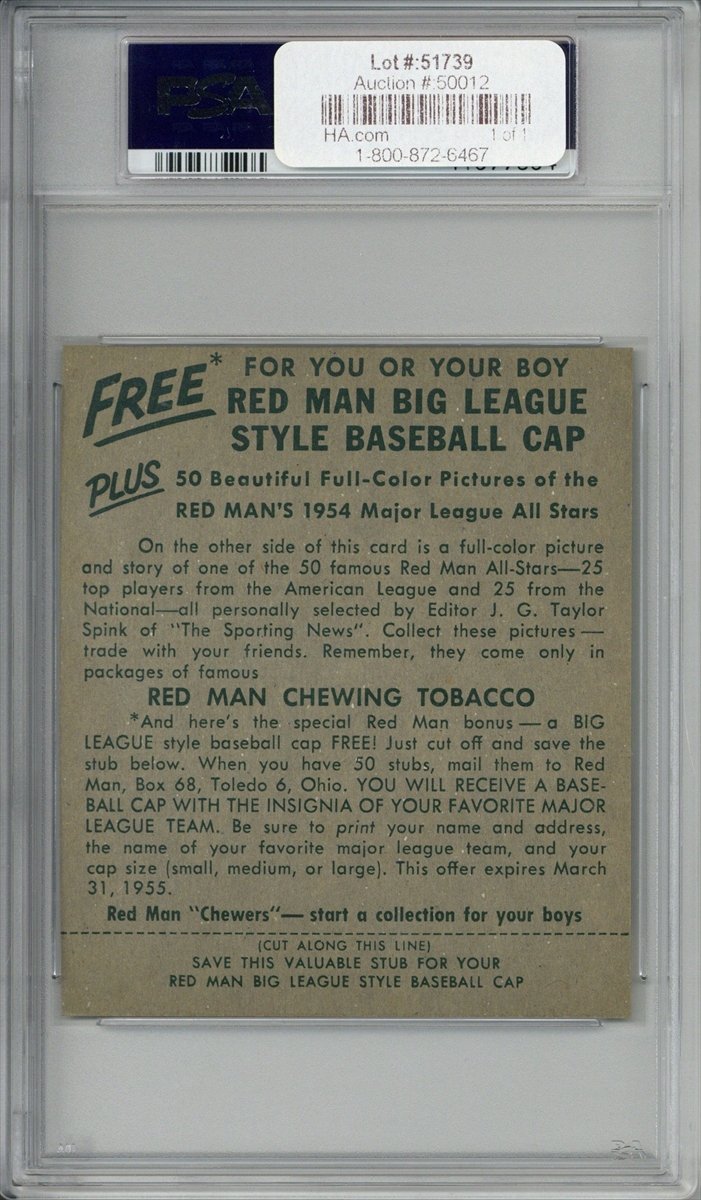 Lot #:51739
Auction #:50012
PSA
HA.com 1 of 1
1-800-872-6467
FREE* FOR YOU OR YOUR BOY
RED MAN BIG LEAGUE
STYLE BASEBALL CAP
PLUS 50 Beautiful Full-Color Pictures of the
RED MAN'S 1954 Major League All Stars
On the other side of this card is a full-color picture
and story of one of the 50 famous Red Man All-Stars—25
top players from the American League and 25 from the
National—all personally selected by Editor J. G. Taylor
Spink of "The Sporting News". Collect these pictures —
trade with your friends. Remember, they come only in
packages of famous
RED MAN CHEWING TOBACCO
*And here's the special Red Man bonus — a BIG
LEAGUE style baseball cap FREE! Just cut off and save the
stub below. When you have 50 stubs, mail them to Red
Man, Box 68, Toledo 6, Ohio. YOU WILL RECEIVE A BASE-
BALL CAP WITH THE INSIGNIA OF YOUR FAVORITE MAJOR
LEAGUE TEAM. Be sure to print your name and address,
the name of your favorite major league team, and your
cap size (small, medium, or large). This offer expires March
31, 1955.
Red Man "Chewers"— start a collection for your boys
(CUT ALONG THIS LINE)
SAVE THIS VALUABLE STUB FOR YOUR
RED MAN BIG LEAGUE STYLE BASEBALL CAP
PSA